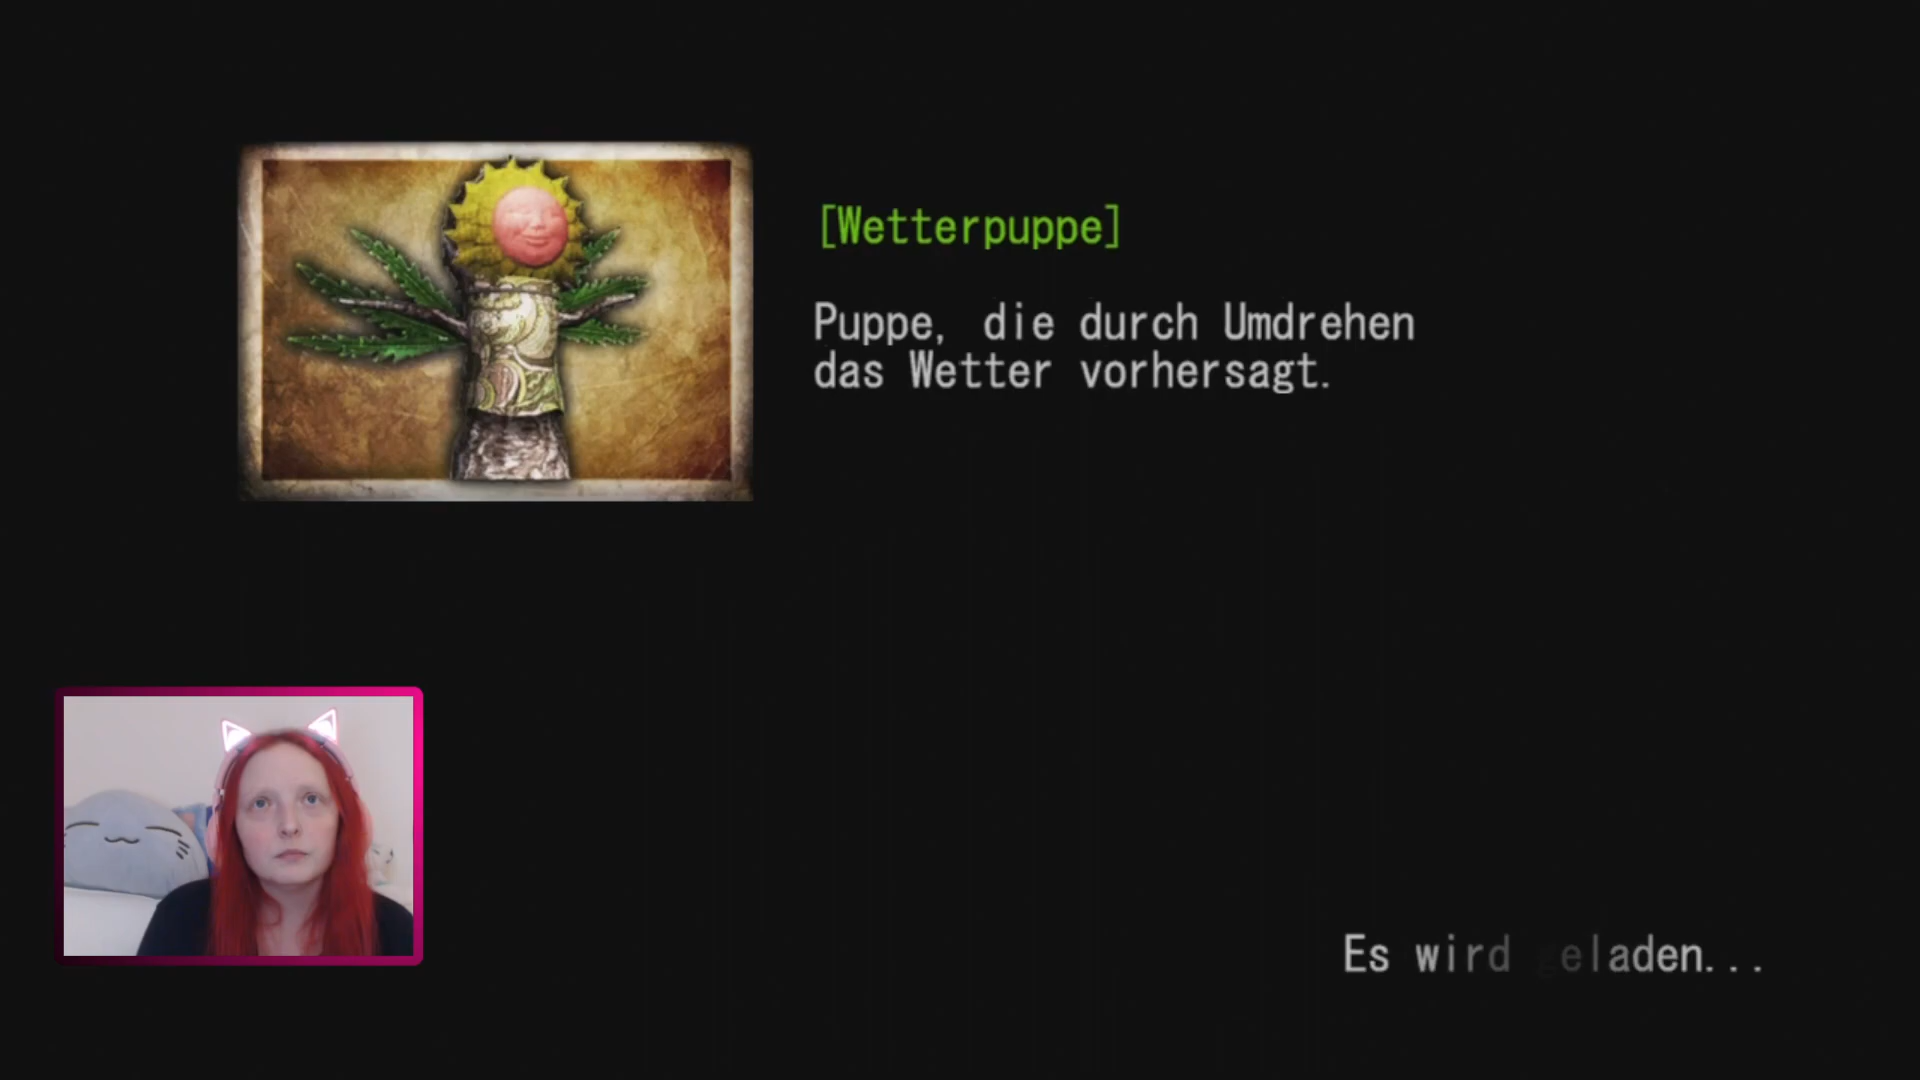 [Wetterpuppe]
Puppe, die durch Umdrehen
das Wetter vorhersagt.
Es wird geladen...